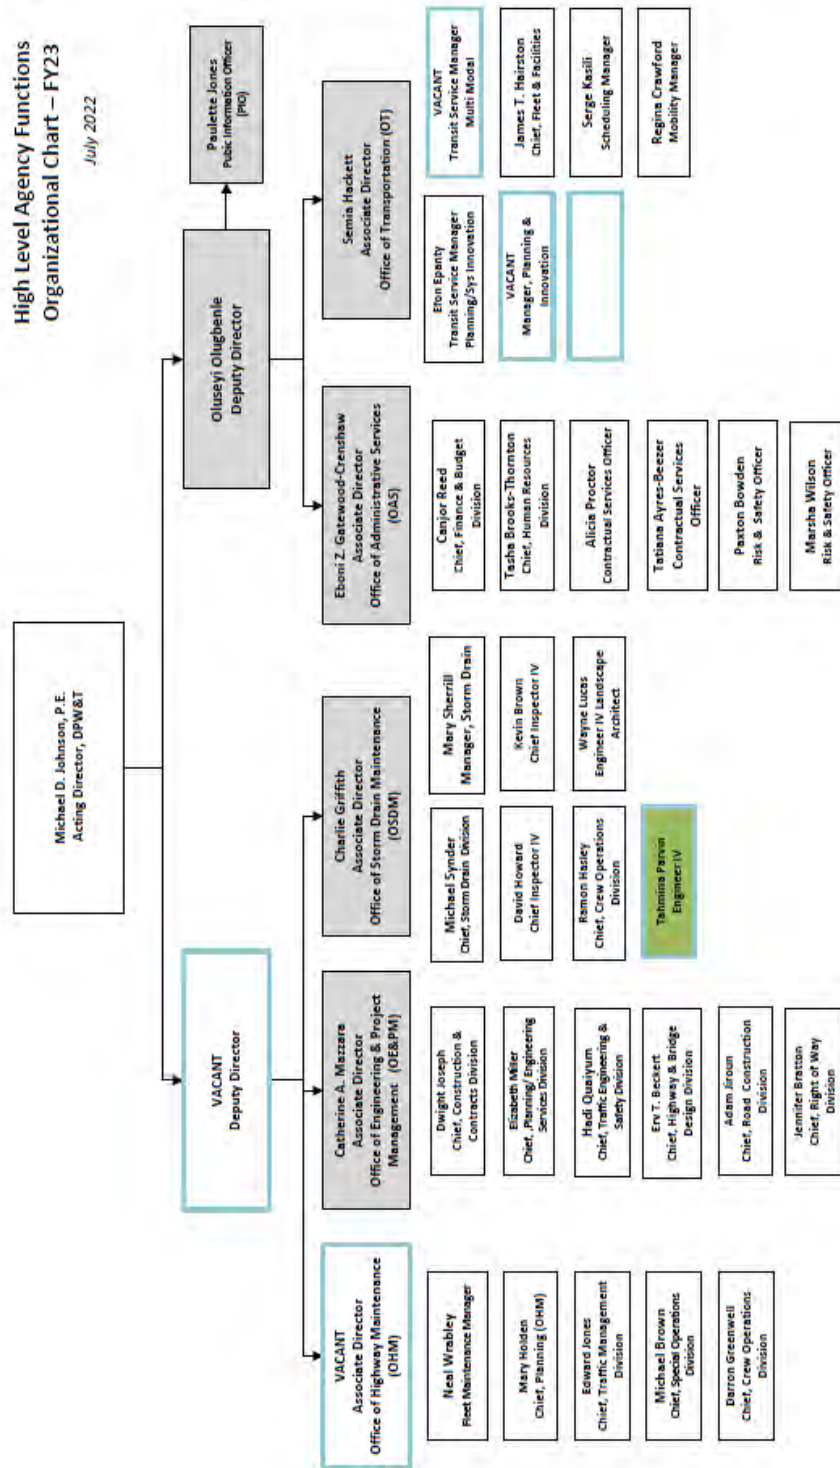 High Level Agency Functions
Organizational Chart – FY23
July 2022
Michael D. Johnson, P.E.
Acting Director, DPW&T
VACANT
Deputy Director
Oluseyi Olugbenle
Deputy Director
Paulette Jones
Pubic Information Officer
(PIO)
VACANT
Associate Director
Office of Highway Maintenance
(OHM)
Catherine A. Mazzara
Associate Director
Office of Engineering & Project
Management (OE&PM)
Charlie Griffith
Associate Director
Office of Storm Drain Maintenance
(OSDM)
Eboni Z. Gatewood-Crenshaw
Associate Director
Office of Administrative Services
(OAS)
Semia Hackett
Associate Director
Office of Transportation (OT)
Neal Wrabley
Fleet Maintenance Manager
Mary Holden
Chief, Planning (OHM)
Edward Jones
Chief, Traffic Management
Division
Michael Brown
Chief, Special Operations
Division
Darron Greenwell
Chief, Crew Operations
Division
Dwight Joseph
Chief, Construction &
Contracts Division
Elizabeth Miller
Chief, Planning/ Engineering
Services Division
Hadi Quaiyum
Chief, Traffic Engineering &
Safety Division
Erv T. Beckert
Chief, Highway & Bridge
Design Division
Adam Jiroun
Chief, Road Construction
Division
Jennifer Bratton
Chief, Right of Way
Division
Michael Synder
Chief, Storm Drain Division
David Howard
Chief Inspector IV
Ramon Hasley
Chief, Crew Operations
Division
Tahmina Parvin
Engineer IV
Mary Sherrill
Manager, Storm Drain
Kevin Brown
Chief Inspector IV
Wayne Lucas
Engineer IV Landscape
Architect
Canjor Reed
Chief, Finance & Budget
Division
Tasha Brooks-Thornton
Chief, Human Resources
Division
Alicia Proctor
Contractual Services Officer
Tatiana Ayres-Beezer
Contractual Services
Officer
Paxton Bowden
Risk & Safety Officer
Marsha Wilson
Risk & Safety Officer
Efon Epanty
Transit Service Manager
Planning/Sys Innovation
VACANT
Manager, Planning &
Innovation
VACANT
Transit Service Manager
Multi Modal
James T. Hairston
Chief, Fleet & Facilities
Serge Kasili
Scheduling Manager
Regina Crawford
Mobility Manager